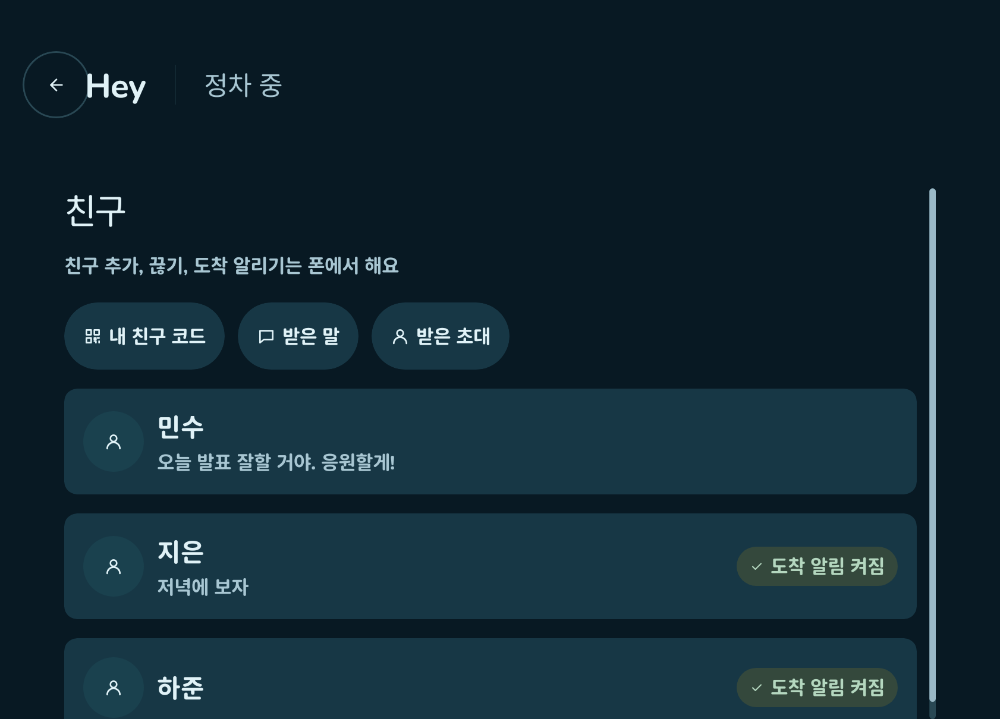 Hey
정차 중
친구
친구 추가, 끊기, 도착 알리기는 폰에서 해요
내 친구 코드
받은 말
받은 초대
민수
오늘 발표 잘할 거야. 응원할게!
지은
저녁에 보자
도착 알림 켜짐
하준
도착 알림 켜짐